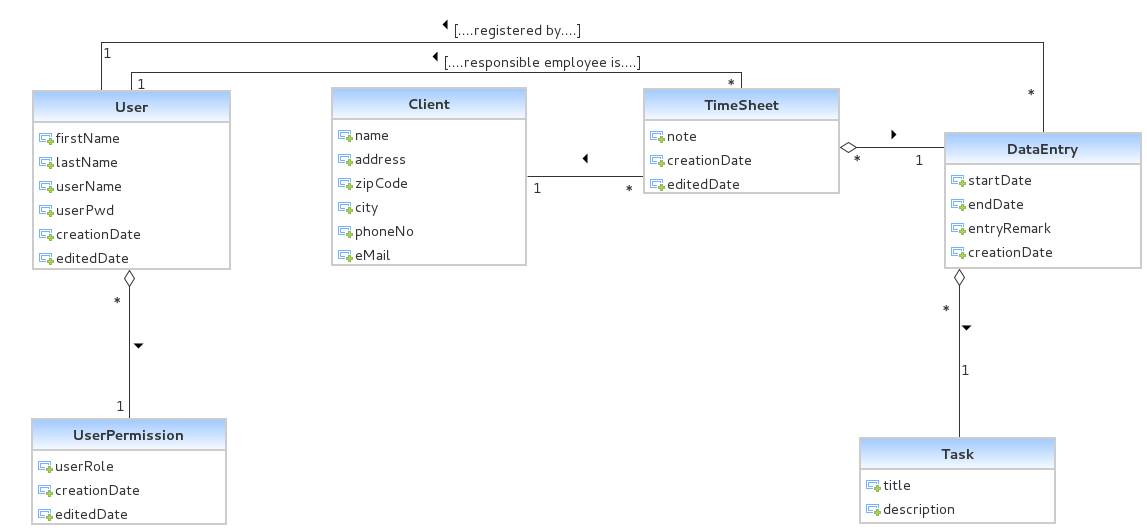 [....registered by....]
1
[....responsible employee is....]
1
*
*
User
firstName
lastName
userName
userPwd
creationDate
editedDate
Client
name
address
zipCode
city
phoneNo
eMail
1
*
TimeSheet
note
creationDate
editedDate
*
1
DataEntry
startDate
endDate
entryRemark
creationDate
*
1
UserPermission
userRole
creationDate
editedDate
*
1
Task
title
description